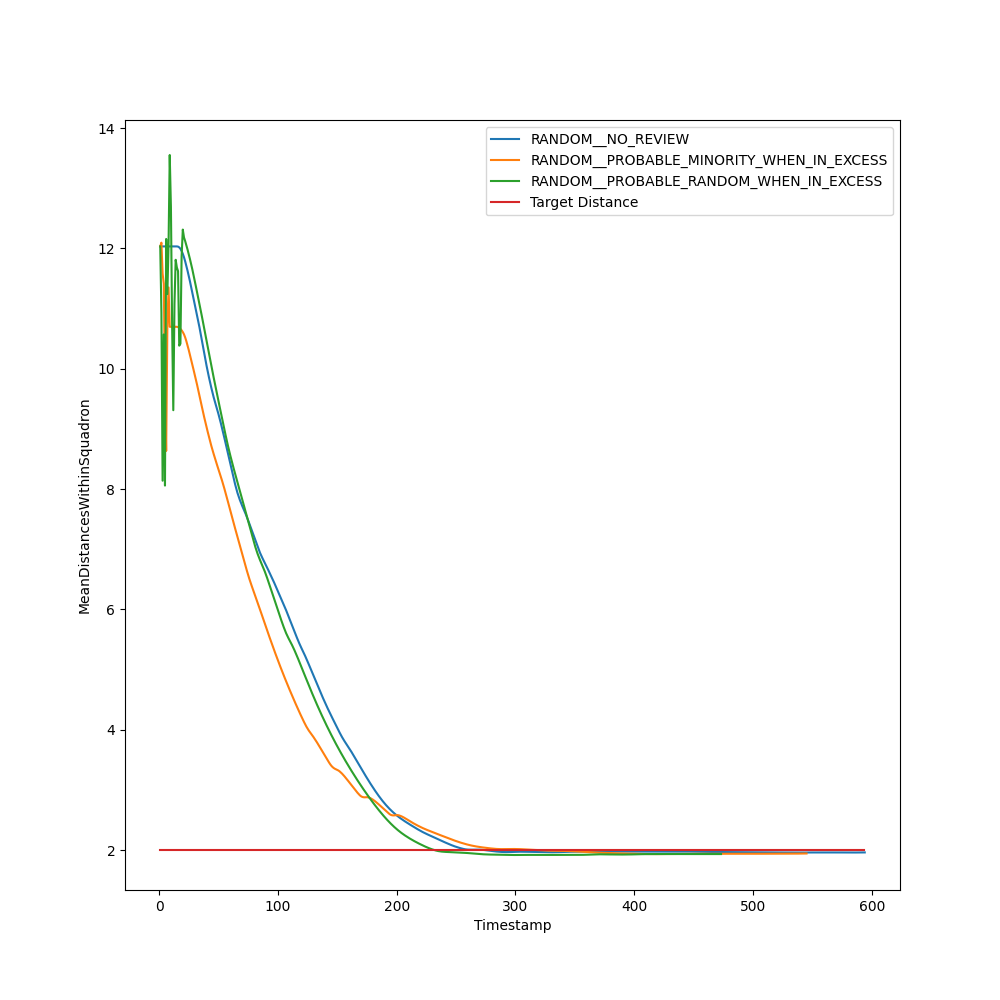 RANDOM__NO_REVIEW
RANDOM__PROBABLE_MINORITY_WHEN_IN_EXCESS
RANDOM__PROBABLE_RANDOM_WHEN_IN_EXCESS
Target Distance
14
12
10
8
6
4
2
MeanDistancesWithinSquadron
0 100 200 300 400 500 600
Timestamp